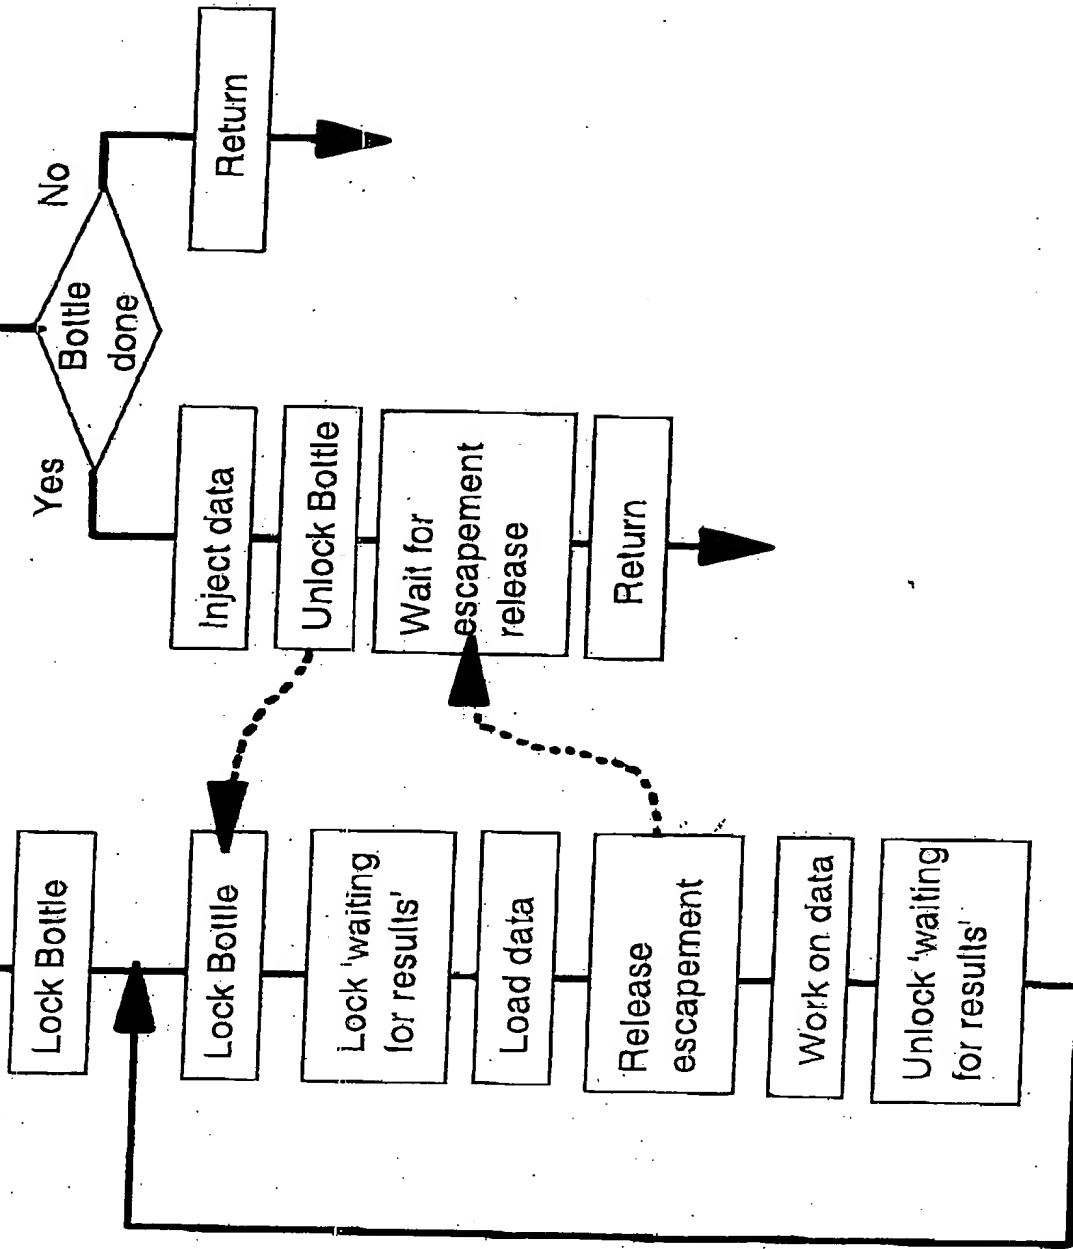 No
Bottle
done
Yes
Return
Inject data
Unlock Bottle
Wait for
escapement
release
Return
Lock Bottle
Lock Bottle
Lock 'waiting
for results'
Load data
Release
escapement
Work on data
Unlock 'waiting
for results'